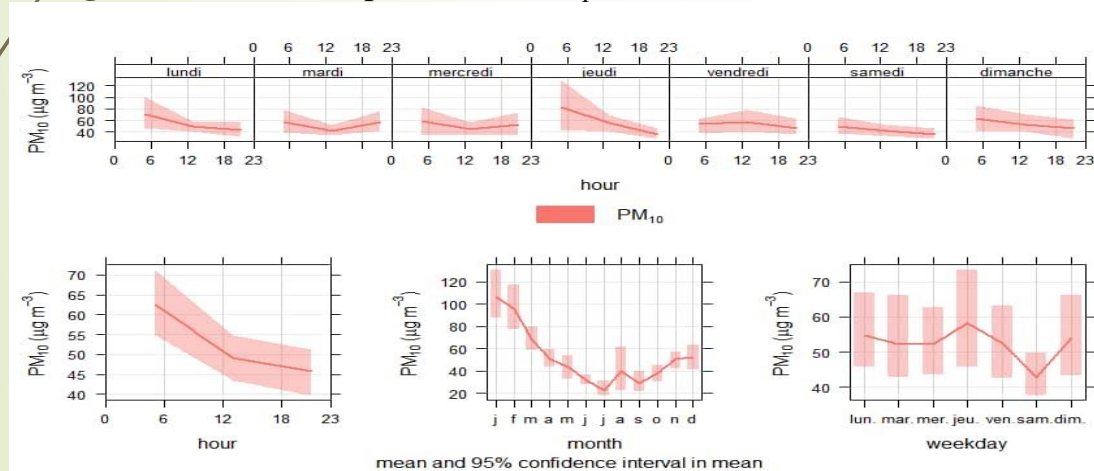 0 6 12 18 23 0 6 12 18 23 0 6 12 18 23
lundi mardi mercredi jeudi vendredi samedi dimanche
PM10 (µg m−3)
120
100
80
60
40
0 6 12 18 23 0 6 12 18 23 0 6 12 18 23 0 6 12 18 23
hour
PM10
PM10 (µg m−3)
70
65
60
55
50
45
40
0 6 12 18 23
hour
PM10 (µg m−3)
120
100
80
60
40
20
j f m a m j j a s o n d
month
PM10 (µg m−3)
70
60
50
40
lun. mar. mer. jeu. ven. sam. dim.
weekday
mean and 95% confidence interval in mean